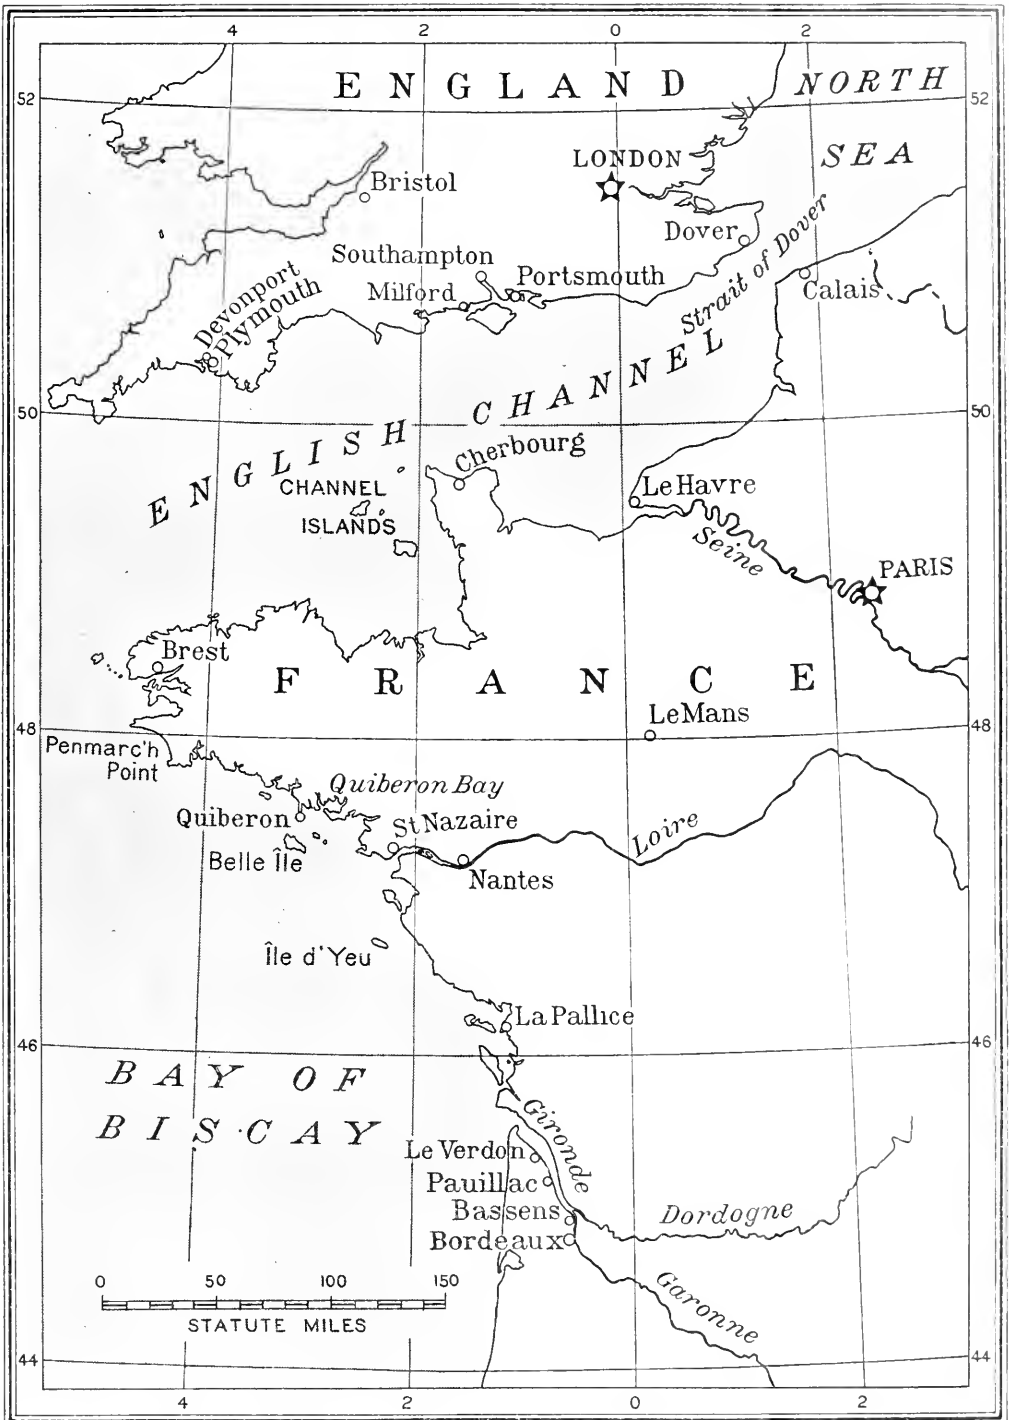 4 2 0 2
ENGLAND
NORTH
52 52
SEA
LONDON
Bristol
Dover
Strait of Dover
Southampton
Portsmouth
Milford
Calais
Devonport
Plymouth
50 50
ENGLISH CHANNEL
Cherbourg
CHANNEL
ISLANDS
Le Havre
Seine
PARIS
Brest
FRANCE
Le Mans
48 48
Penmarc'h
Point
Quiberon Bay
Quiberon
St Nazaire
Loire
Belle Île
Nantes
Île d'Yeu
La Pallice
46 46
BAY OF
BISCAY
Gironde
Le Verdon
Pauillac
Bassens
Dordogne
Bordeaux
Garonne
0 50 100 150
STATUTE MILES
44 44
4 2 0 2